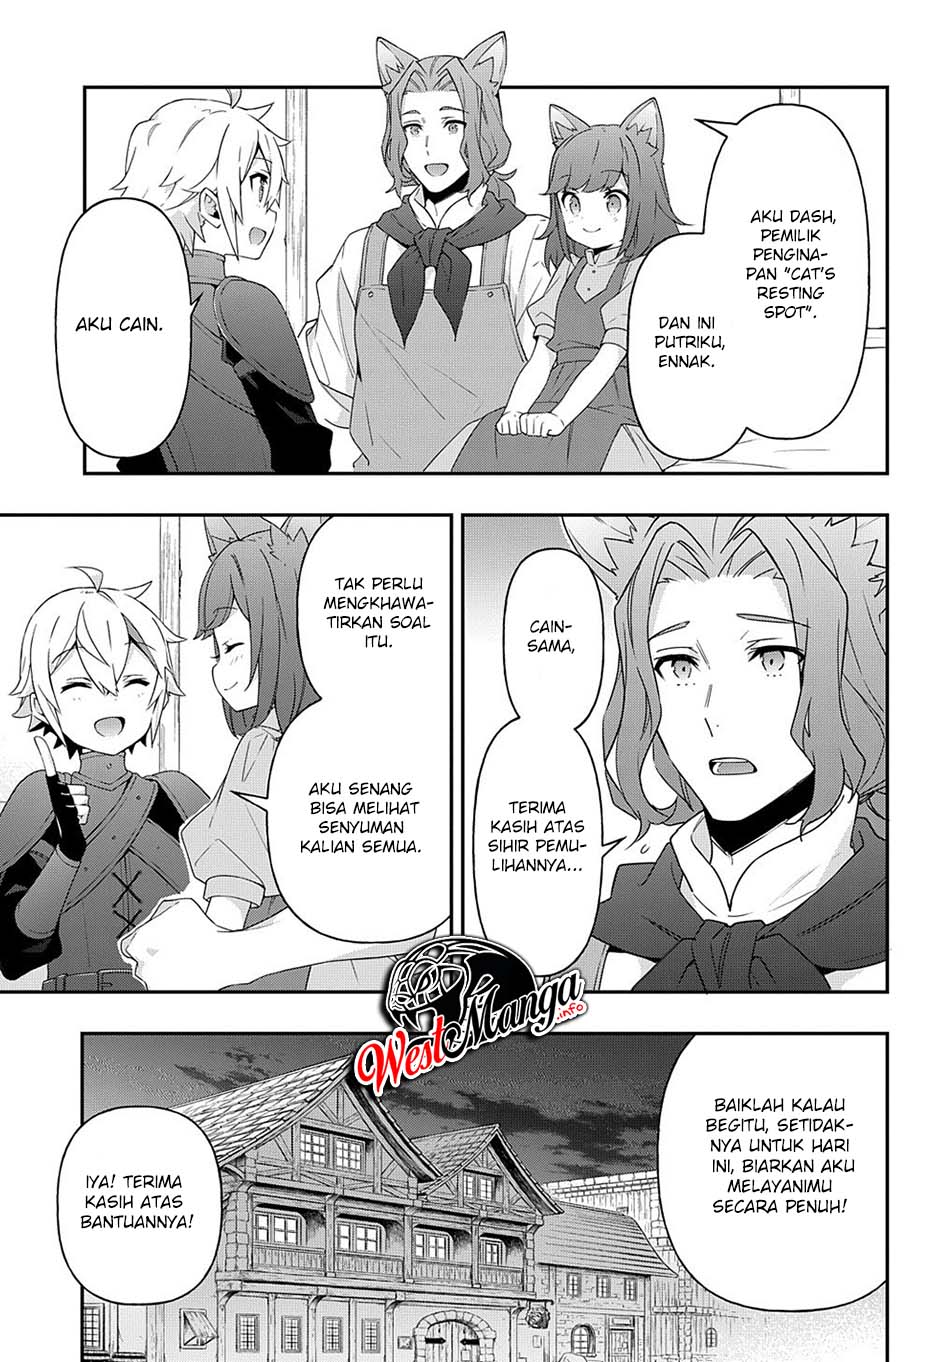 AKU DASH,
PEMILIK
PENGINA-
PAN "CAT'S
RESTING
SPOT".
DAN INI
PUTRIKU,
ENNAK.
AKU CAIN.
CAIN-
SAMA,
TERIMA
KASIH ATAS
SIHIR PEMU-
LIHANNYA...
TAK PERLU
MENGKHAWA-
TIRKAN SOAL
ITU.
AKU SENANG
BISA MELIHAT
SENYUMAN
KALIAN SEMUA.
WestManga
.info
BAIKLAH KALAU
BEGITU, SETIDAK-
NYA UNTUK HARI
INI, BIARKAN AKU
MELAYANIMU
SECARA PENUH!
IYA! TERIMA
KASIH ATAS
BANTUANNYA!